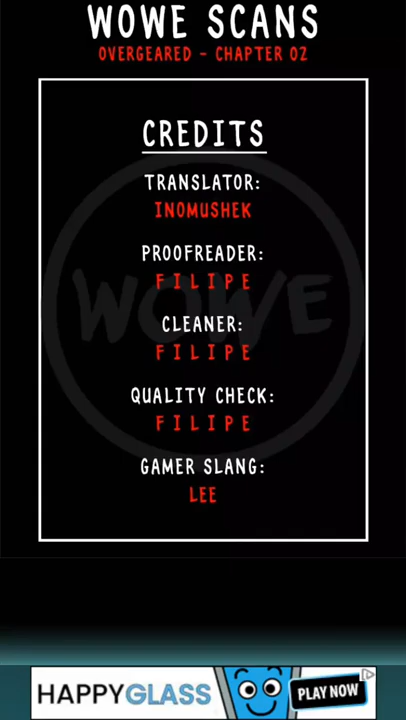 WOWE SCANS
OVERGEARED - CHAPTER 02
CREDITS
TRANSLATOR:
INOMUSHEK
PROOFREADER:
FILIPE
CLEANER:
FILIPE
QUALITY CHECK:
FILIPE
GAMER SLANG:
LEE
WOWE
HAPPYGLASS
PLAY NOW